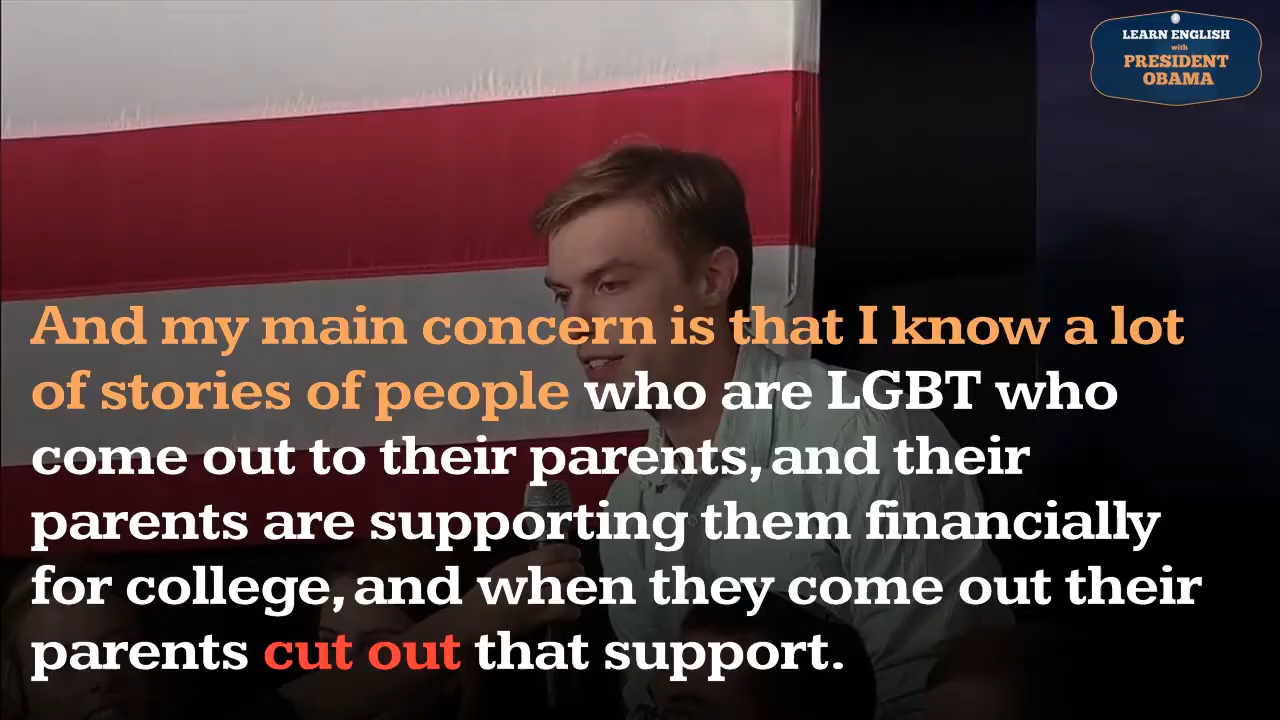 LEARN ENGLISH
with
PRESIDENT
OBAMA
And my main concern is that I know a lot
of stories of people who are LGBT who
come out to their parents, and their
parents are supporting them financially
for college, and when they come out their
parents cut out that support.